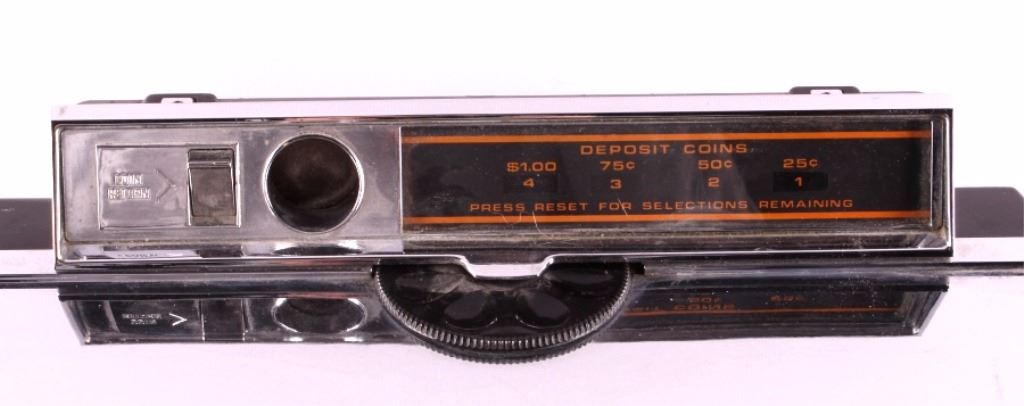 COIN
RETURN
DEPOSIT COINS
$1.00 75¢ 50¢ 25¢
4 3 2 1
PRESS RESET FOR SELECTIONS REMAINING